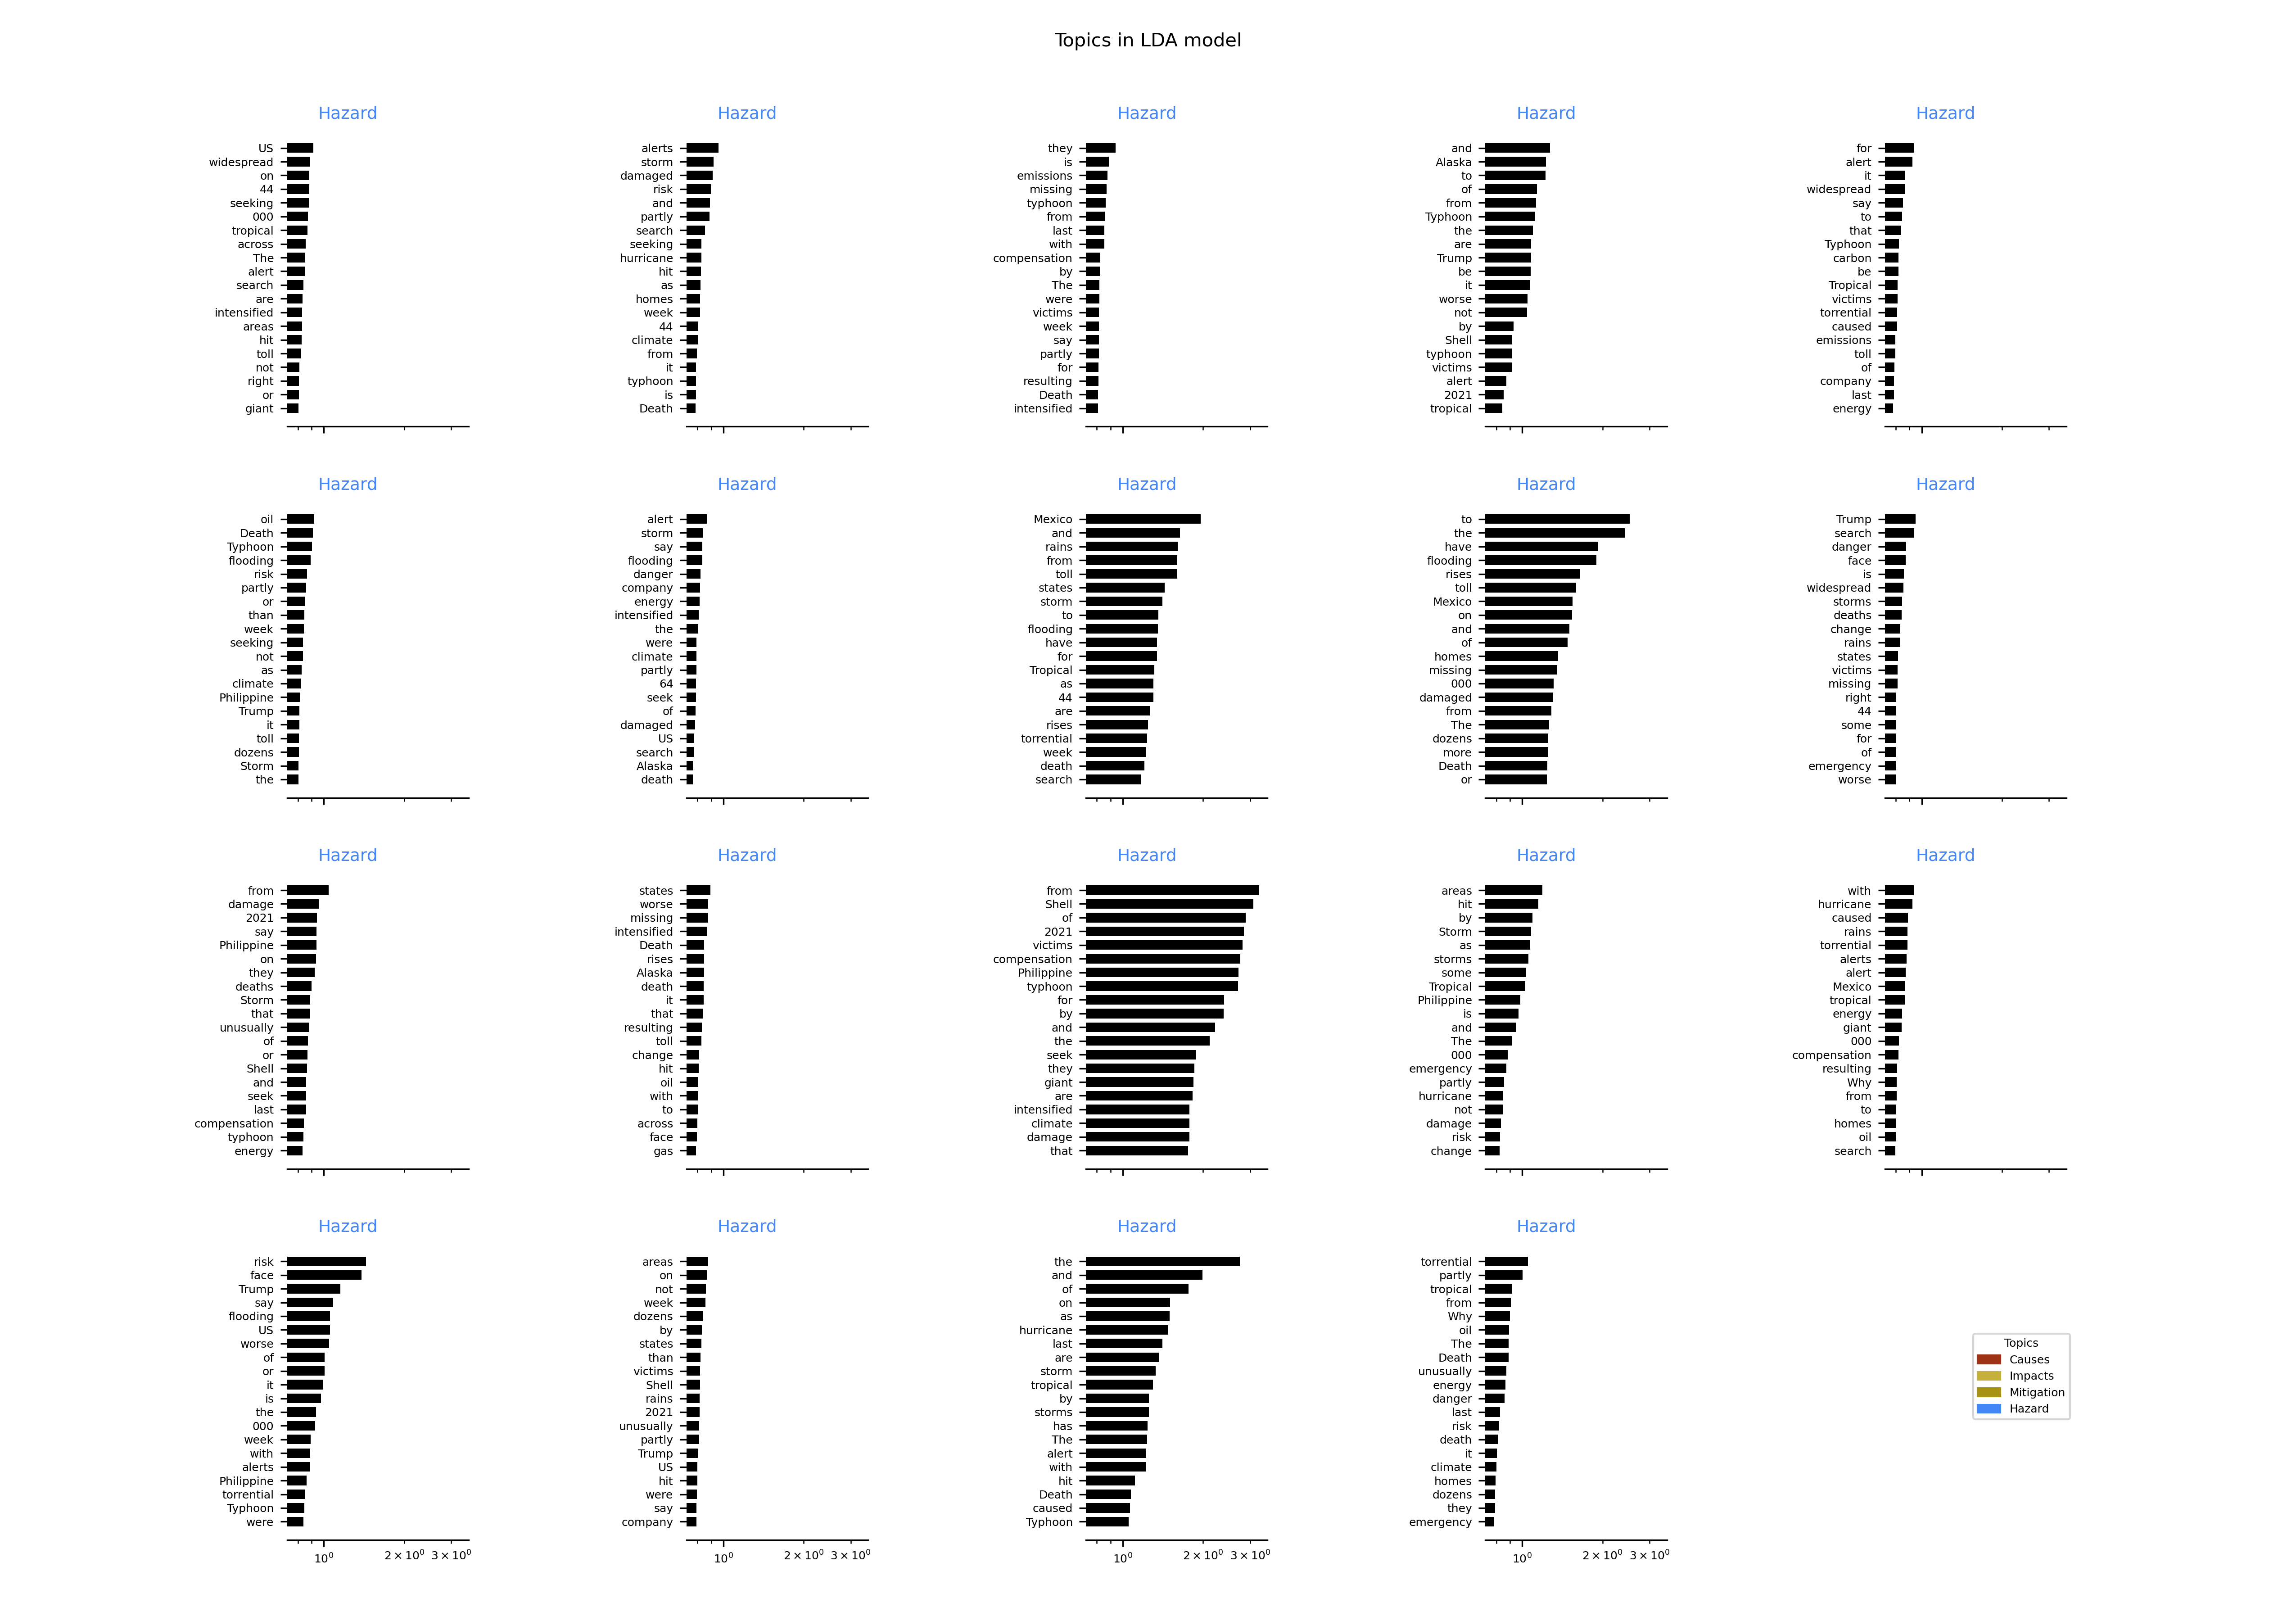 Topics in LDA model
Hazard
US
widespread
on
44
seeking
000
tropical
across
The
alert
search
are
intensified
areas
hit
toll
not
right
or
giant
Hazard
alerts
storm
damaged
risk
and
partly
search
seeking
hurricane
hit
as
homes
week
44
climate
from
it
typhoon
is
Death
Hazard
they
is
emissions
missing
typhoon
from
last
with
compensation
by
The
were
victims
week
say
partly
for
resulting
Death
intensified
Hazard
and
Alaska
to
of
from
Typhoon
the
are
Trump
be
it
worse
not
by
Shell
typhoon
victims
alert
2021
tropical
Hazard
for
alert
it
widespread
say
to
that
Typhoon
carbon
be
Tropical
victims
torrential
caused
emissions
toll
of
company
last
energy
Hazard
oil
Death
Typhoon
flooding
risk
partly
or
than
week
seeking
not
as
climate
Philippine
Trump
it
toll
dozens
Storm
the
Hazard
alert
storm
say
flooding
danger
company
energy
intensified
the
were
climate
partly
64
seek
of
damaged
US
search
Alaska
death
Hazard
Mexico
and
rains
from
toll
states
storm
to
flooding
have
for
Tropical
as
44
are
rises
torrential
week
death
search
Hazard
to
the
have
flooding
rises
toll
Mexico
on
and
of
homes
missing
000
damaged
from
The
dozens
more
Death
or
Hazard
Trump
search
danger
face
is
widespread
storms
deaths
change
rains
states
victims
missing
right
44
some
for
of
emergency
worse
Hazard
from
damage
2021
say
Philippine
on
they
deaths
Storm
that
unusually
of
or
Shell
and
seek
last
compensation
typhoon
energy
Hazard
states
worse
missing
intensified
Death
rises
Alaska
death
it
that
resulting
toll
change
hit
oil
with
to
across
face
gas
Hazard
from
Shell
of
2021
victims
compensation
Philippine
typhoon
for
by
and
the
seek
they
giant
are
intensified
climate
damage
that
Hazard
areas
hit
by
Storm
as
storms
some
Tropical
Philippine
is
and
The
000
emergency
partly
hurricane
not
damage
risk
change
Hazard
with
hurricane
caused
rains
torrential
alerts
alert
Mexico
tropical
energy
giant
000
compensation
resulting
Why
from
to
homes
oil
search
Hazard
risk
face
Trump
say
flooding
US
worse
of
or
it
is
the
000
week
with
alerts
Philippine
torrential
Typhoon
were
10⁰ 2 × 10⁰ 3 × 10⁰
Hazard
areas
on
not
week
dozens
by
states
than
victims
Shell
rains
2021
unusually
partly
Trump
US
hit
were
say
company
10⁰ 2 × 10⁰ 3 × 10⁰
Hazard
the
and
of
on
as
hurricane
last
are
storm
tropical
by
storms
has
The
alert
with
hit
Death
caused
Typhoon
10⁰ 2 × 10⁰ 3 × 10⁰
Hazard
torrential
partly
tropical
from
Why
oil
The
Death
unusually
energy
danger
last
risk
death
it
climate
homes
dozens
they
emergency
10⁰ 2 × 10⁰ 3 × 10⁰
Topics
Causes
Impacts
Mitigation
Hazard